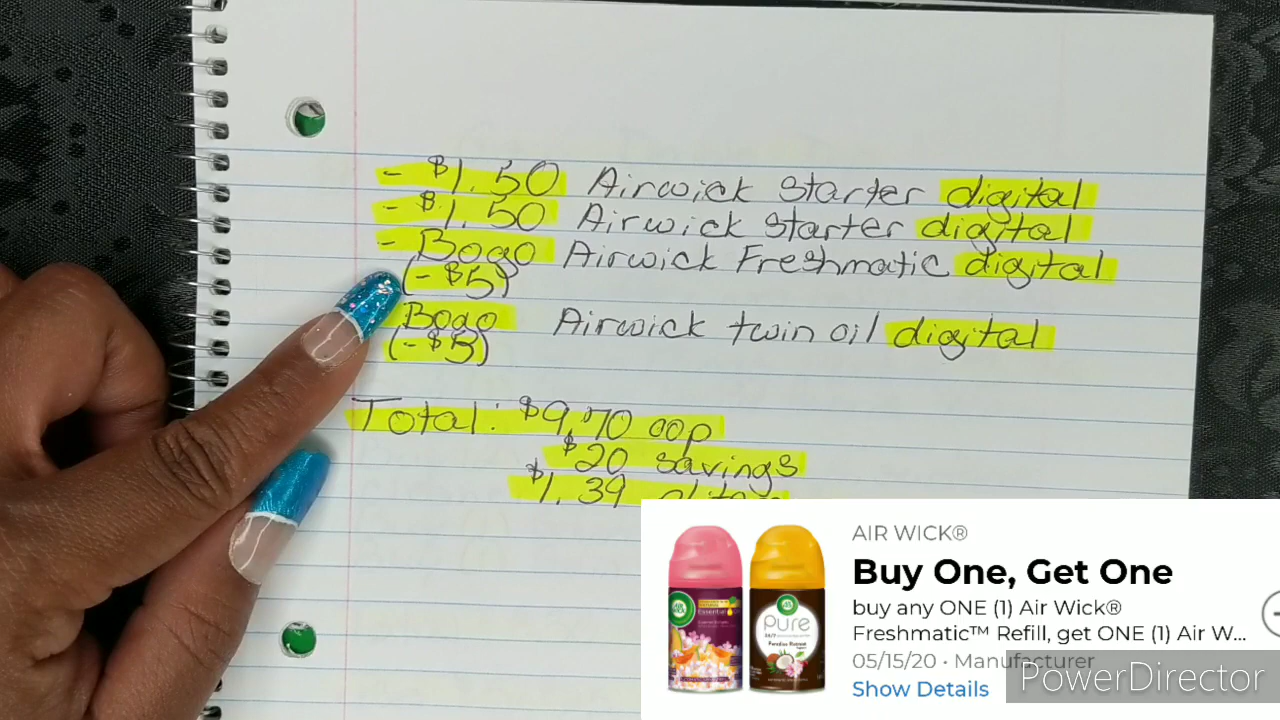 - $1.50 Airwick Starter digital
- $1.50 Airwick Starter digital
- Bogo Airwick Freshmatic digital
(- $5)
Bogo Airwick twin oil digital
(- $5)
Total: $9.70 oop
$20 savings
$1.39
AIR WICK®
Buy One, Get One
buy any ONE (1) Air Wick®
Freshmatic™ Refill, get ONE (1) Air W...
05/15/20 • Manufacturer
Show Details
PowerDirector
pure